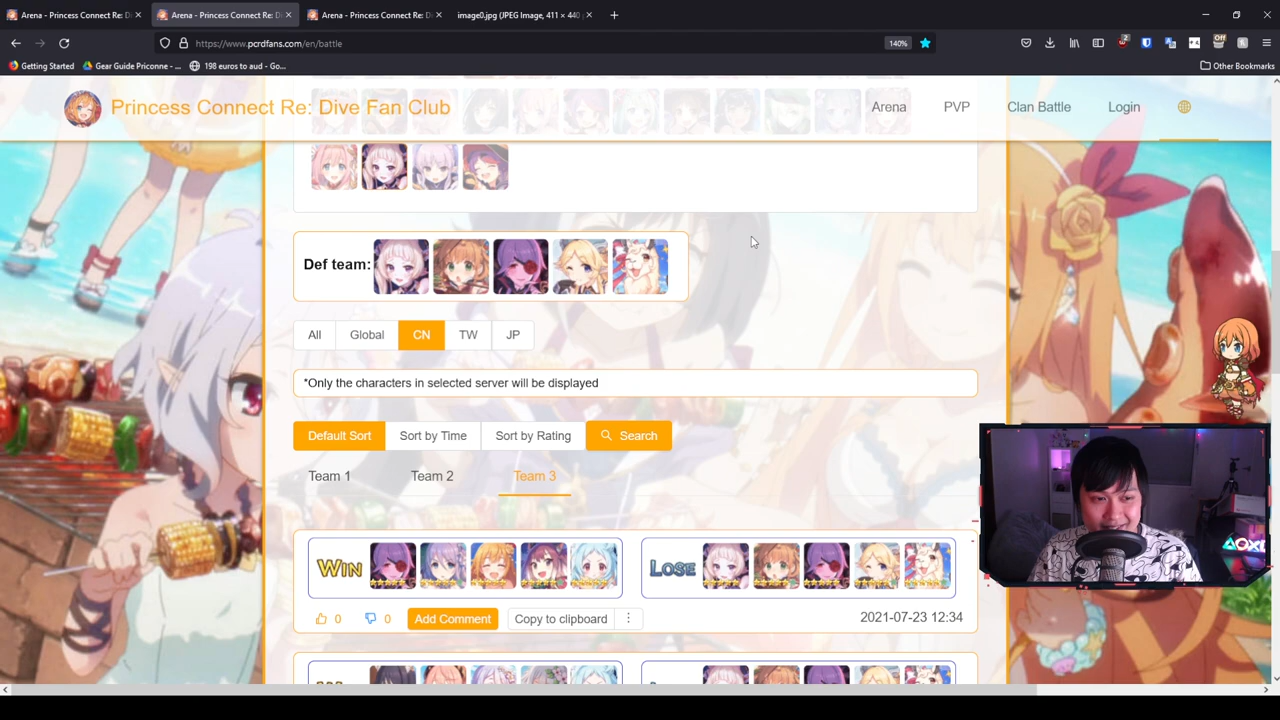 Arena - Princess Connect Re: Di
Arena - Princess Connect Re: Di
Arena - Princess Connect Re: Di
image0.jpg (JPEG Image, 411 × 440
https://www.pcrdfans.com/en/battle
140%
2
Off
Getting Started
Gear Guide Priconne - ...
198 euros to aud - Go...
Other Bookmarks
Princess Connect Re: Dive Fan Club
Arena
PVP
Clan Battle
Login
Def team:
All
Global
CN
TW
JP
*Only the characters in selected server will be displayed
Default Sort
Sort by Time
Sort by Rating
Search
Team 1
Team 2
Team 3
WIN
LOSE
0
0
Add Comment
Copy to clipboard
2021-07-23 12:34